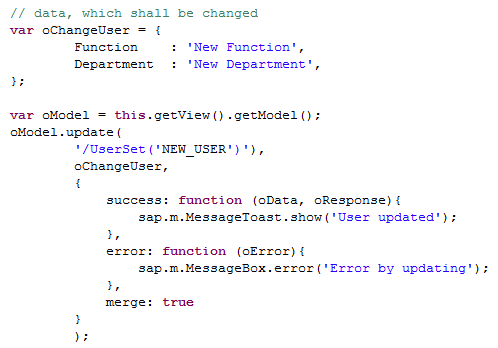 // data, which shall be changed
var oChangeUser = {
        Function    : 'New Function',
        Department  : 'New Department',
};

var oModel = this.getView().getModel();
oModel.update(
        '/UserSet('NEW_USER')'),
        oChangeUser,
        {
            success: function (oData, oResponse){
                sap.m.MessageToast.show('User updated');
            },
            error: function (oError){
                sap.m.MessageBox.error('Error by updating');
            },
            merge: true
        }
        );